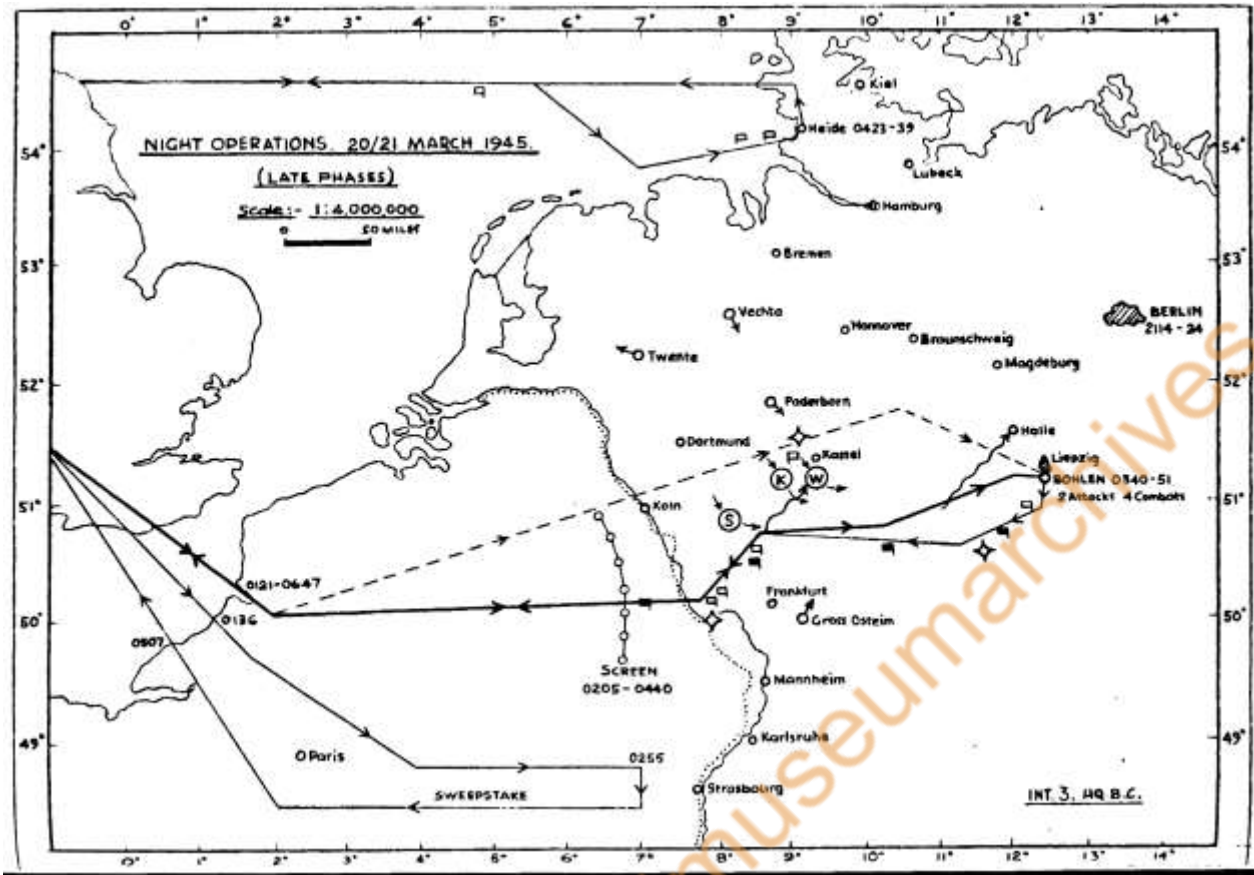 0° 1° 2° 3° 4° 5° 6° 7° 8° 9° 10° 11° 12° 13° 14°
NIGHT OPERATIONS. 20/21 MARCH 1945.
(LATE PHASES)
Scale:- 1:4,000,000
0 50 MILES
54° 54°
53° 53°
52° 52°
51° 51°
50° 50°
49° 49°
Kiel
Heide 0423-39
Lubeck
Hamburg
Bremen
Vechta
Hannover
Braunschweig
Magdeburg
BERLIN
2114-24
Twente
Paderborn
Dortmund
Kassel
Halle
K
W
S
Liepzig
BOHLEN 0340-51
2 Attacks 4 Combats
Koln
0121-0647
0136
0507
Frankfurt
Gross Osteim
SCREEN
0205-0440
Mannheim
Karlsruhe
Paris
0255
SWEEPSTAKE
Strasbourg
INT. 3. HQ B.C.
museumarchives
0° 1° 2° 3° 4° 5° 6° 7° 8° 9° 10° 11° 12° 13° 14°